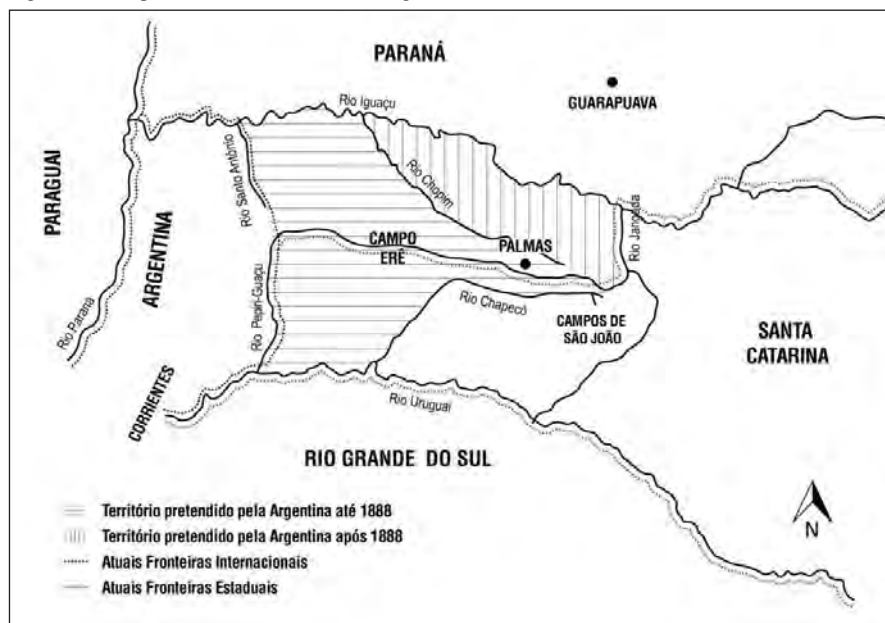 PARANÁ
GUARAPUAVA
Rio Iguaçu
PARAGUAI
Rio Santo Antônio
Rio Chopim
ARGENTINA
Rio Jangada
CAMPO
ERÊ
PALMAS
Rio Paraná
Rio Pepiri-Guaçu
Rio Chapecó
CAMPOS DE
SÃO JOÃO
SANTA
CATARINA
CORRIENTES
Rio Uruguai
RIO GRANDE DO SUL
Território pretendido pela Argentina até 1888
Território pretendido pela Argentina após 1888
Atuais Fronteiras Internacionais
Atuais Fronteiras Estaduais
N